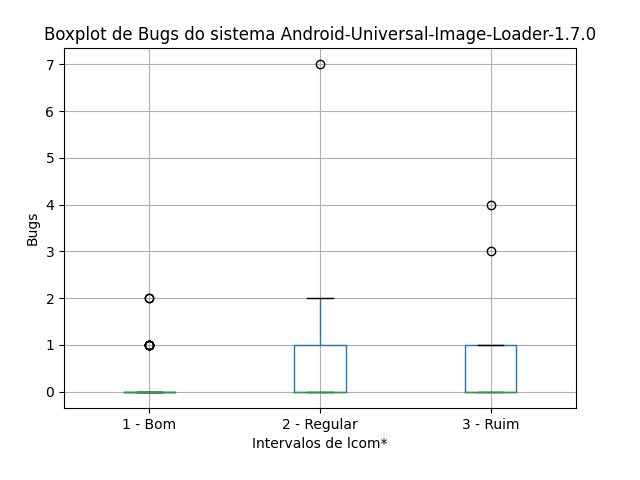 Boxplot de Bugs do sistema Android-Universal-Image-Loader-1.7.0
7
6
5
4
3
2
1
0
Bugs
1 - Bom
2 - Regular
3 - Ruim
Intervalos de lcom*